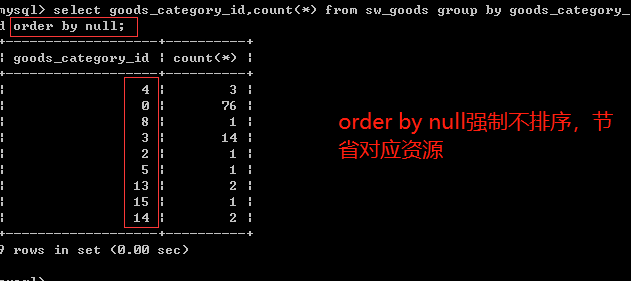 mysql> select goods_category_id,count(*) from sw_goods group by goods_category_
d order by null;
+-------------------+----------+
| goods_category_id | count(*) |
+-------------------+----------+
| 4 | 3 |
| 0 | 76 |
| 8 | 1 |
| 3 | 14 |
| 2 | 1 |
| 5 | 1 |
| 13 | 2 |
| 15 | 1 |
| 14 | 2 |
+-------------------+----------+
9 rows in set (0.00 sec)
order by null强制不排序，节
省对应资源
mysql>